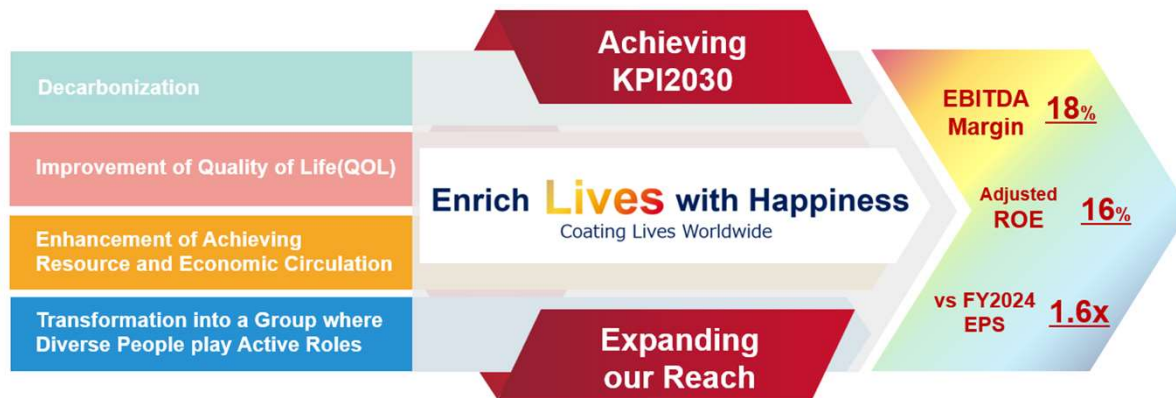 Decarbonization
Improvement of Quality of Life(QOL)
Enhancement of Achieving
Resource and Economic Circulation
Transformation into a Group where
Diverse People play Active Roles
Achieving
KPI2030
Enrich Lives with Happiness
Coating Lives Worldwide
Expanding
our Reach
EBITDA
Margin 18%
Adjusted
ROE 16%
vs FY2024
EPS 1.6x